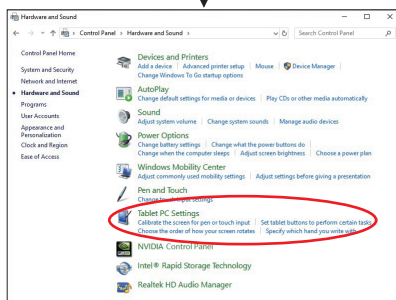 Hardware and Sound
Control Panel > Hardware and Sound >
Search Control Panel
Control Panel Home
System and Security
Network and Internet
Hardware and Sound
Programs
User Accounts
Appearance and
Personalization
Clock and Region
Ease of Access
Devices and Printers
Add a device | Advanced printer setup | Mouse | Device Manager |
Change Windows To Go startup options
AutoPlay
Change default settings for media or devices | Play CDs or other media automatically
Sound
Adjust system volume | Change system sounds | Manage audio devices
Power Options
Change battery settings | Change what the power buttons do |
Change when the computer sleeps | Adjust screen brightness | Choose a power plan
Windows Mobility Center
Adjust commonly used mobility settings | Adjust settings before giving a presentation
Pen and Touch
Change touch input settings
Tablet PC Settings
Calibrate the screen for pen or touch input | Set tablet buttons to perform certain tasks
Choose the order of how your screen rotates | Specify which hand you write with
NVIDIA Control Panel
Intel® Rapid Storage Technology
Realtek HD Audio Manager